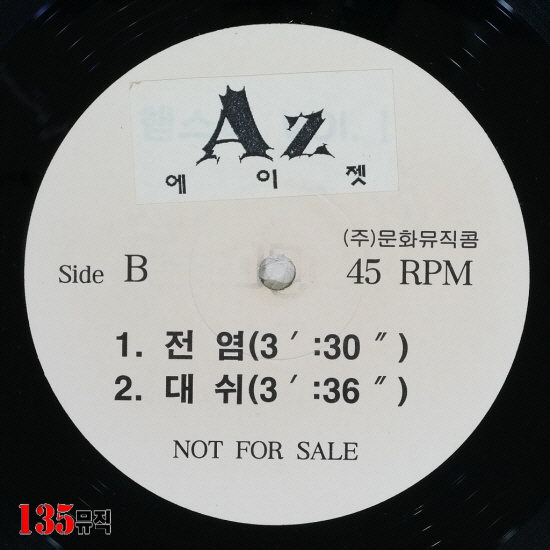 Az
에 이 젯
(주)문화뮤직콤
Side B
45 RPM
1. 전 염(3 ′ :30 ″ )
2. 대 쉬(3 ′ :36 ″ )
NOT FOR SALE
135뮤직